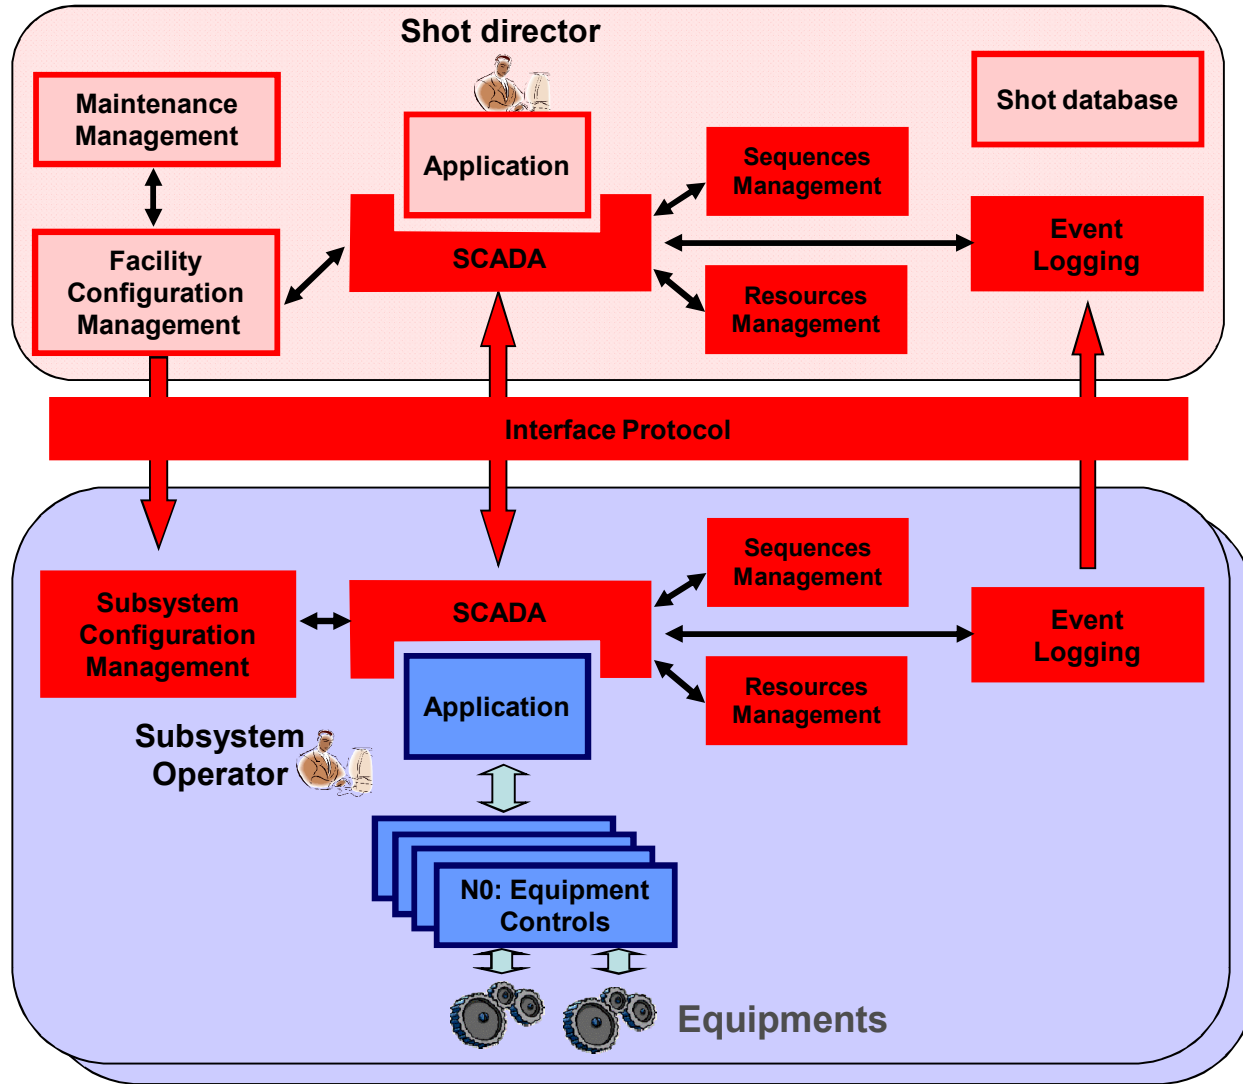 Shot director
Maintenance
Management
Application
Sequences
Management
Shot database
Facility
Configuration
Management
SCADA
Resources
Management
Event
Logging
Interface Protocol
Subsystem
Configuration
Management
SCADA
Sequences
Management
Event
Logging
Application
Resources
Management
Subsystem
Operator
N0: Equipment
Controls
Equipments